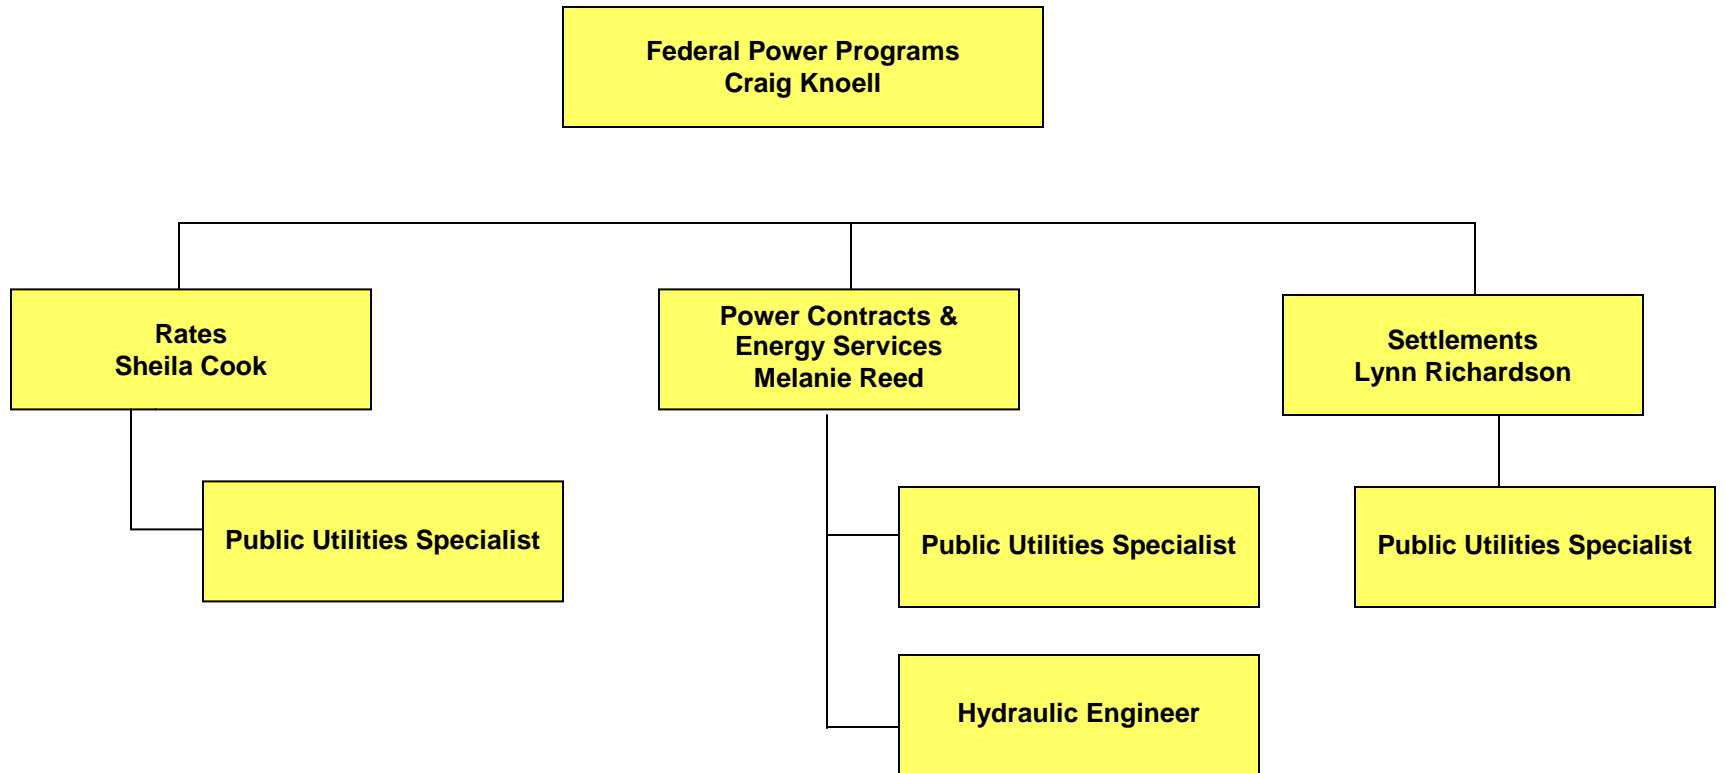 Federal Power Programs
Craig Knoell
Rates
Sheila Cook
Power Contracts &
Energy Services
Melanie Reed
Settlements
Lynn Richardson
Public Utilities Specialist
Public Utilities Specialist
Public Utilities Specialist
Hydraulic Engineer